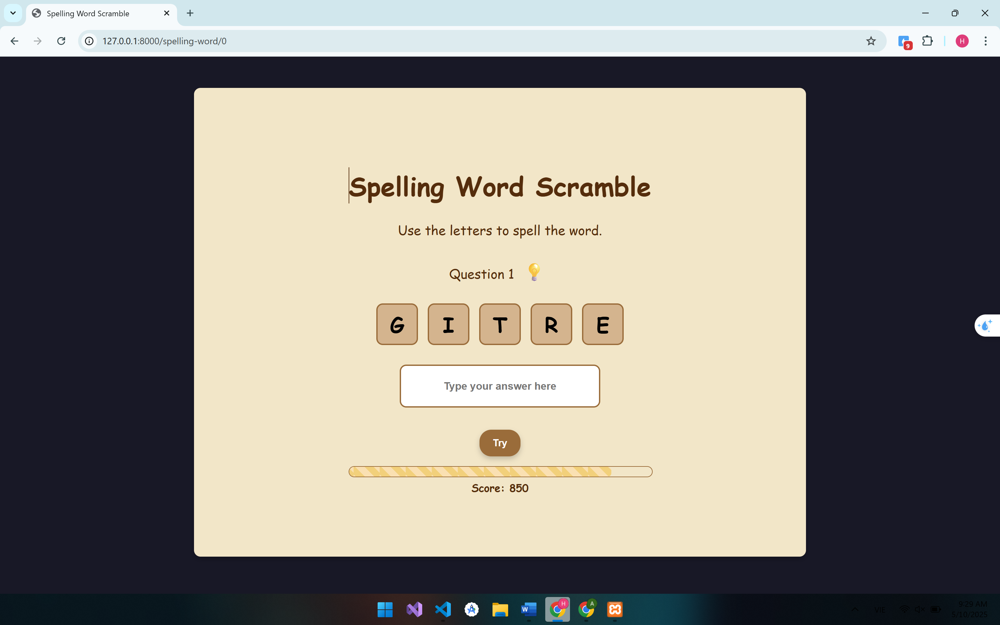 Spelling Word Scramble
127.0.0.1:8000/spelling-word/0
9
H
Spelling Word Scramble
Use the letters to spell the word.
Question 1
G I T R E
Type your answer here
Try
Score: 850
W
H
A
VIE
9:29 AM
5/10/2025